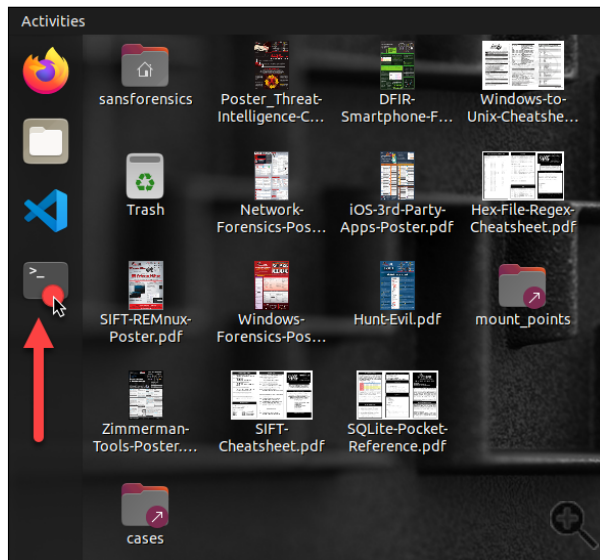 Activities
sansforensics
Poster_Threat-
Intelligence-C...
DFIR-
Smartphone-F...
Windows-to-
Unix-Cheatshe...
Trash
Network-
Forensics-Pos...
iOS-3rd-Party-
Apps-Poster.pdf
Hex-File-Regex-
Cheatsheet.pdf
>_
SIFT-REMnux-
Poster.pdf
Windows-
Forensics-Pos...
Hunt-Evil.pdf
mount_points
Zimmerman-
Tools-Poster....
SIFT-
Cheatsheet.pdf
SQLite-Pocket-
Reference.pdf
cases